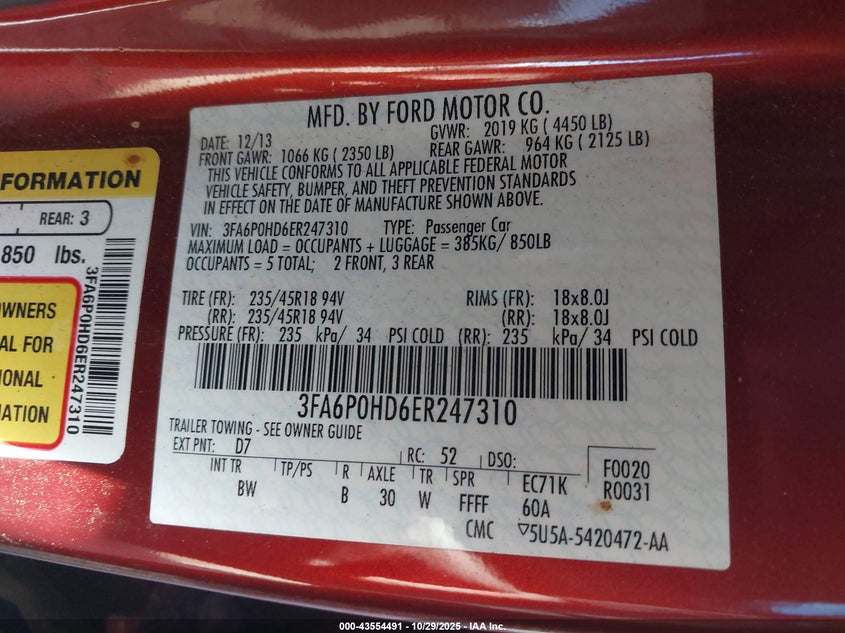 MFD. BY FORD MOTOR CO.
DATE: 12/13 GVWR: 2019 KG ( 4450 LB)
FRONT GAWR: 1066 KG ( 2350 LB) REAR GAWR: 964 KG ( 2125 LB)
THIS VEHICLE CONFORMS TO ALL APPLICABLE FEDERAL MOTOR
VEHICLE SAFETY, BUMPER, AND THEFT PREVENTION STANDARDS
IN EFFECT ON THE DATE OF MANUFACTURE SHOWN ABOVE.
VIN: 3FA6P0HD6ER247310 TYPE: Passenger Car
MAXIMUM LOAD = OCCUPANTS + LUGGAGE = 385KG/ 850LB
OCCUPANTS = 5 TOTAL; 2 FRONT, 3 REAR
TIRE (FR): 235/45R18 94V RIMS (FR): 18x8.0J
(RR): 235/45R18 94V (RR): 18x8.0J
PRESSURE (FR): 235 kPa/ 34 PSI COLD (RR): 235 kPa/ 34 PSI COLD
3FA6P0HD6ER247310
TRAILER TOWING - SEE OWNER GUIDE
EXT PNT: D7 RC: 52 DSO:
INT TR TP/PS R AXLE TR SPR EC71K F0020
BW B 30 W FFFF 60A R0031
CMC ▽5U5A-5420472-AA
FORMATION
REAR: 3
850 lbs.
3FA6P0HD6ER247310
OWNERS
AL FOR
IONAL
MATION
000-43554491 - 10/29/2025 - IAA Inc.